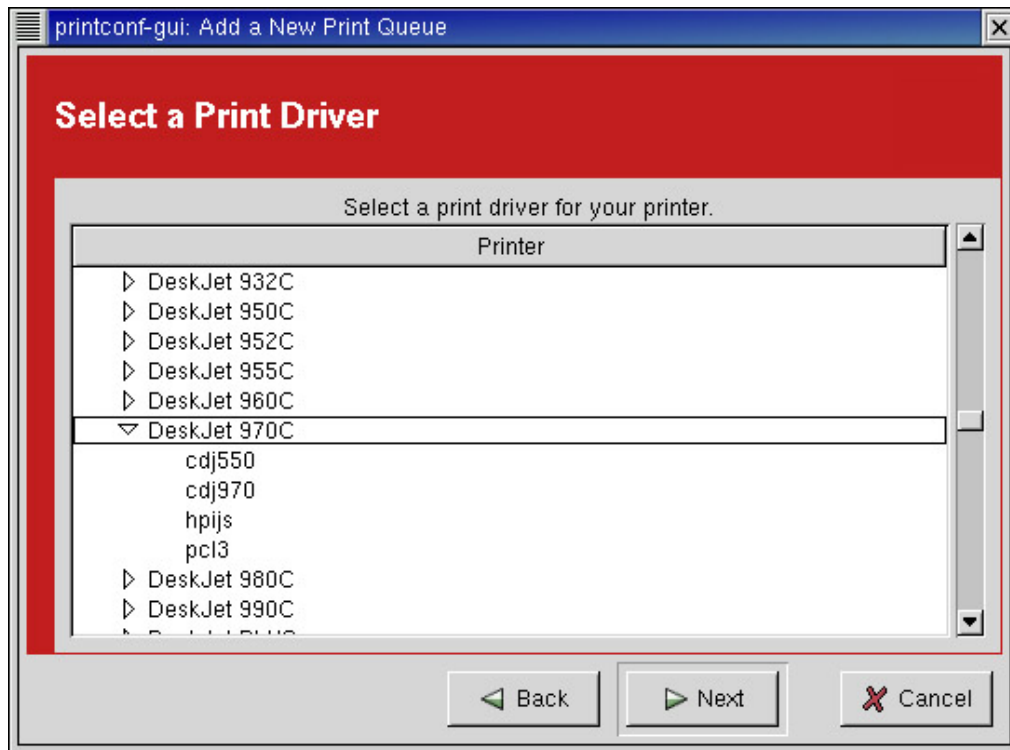 printconf-gui: Add a New Print Queue
Select a Print Driver
Select a print driver for your printer.
Printer
DeskJet 932C
DeskJet 950C
DeskJet 952C
DeskJet 955C
DeskJet 960C
DeskJet 970C
cdj550
cdj970
hpijs
pcl3
DeskJet 980C
DeskJet 990C
Back
Next
Cancel